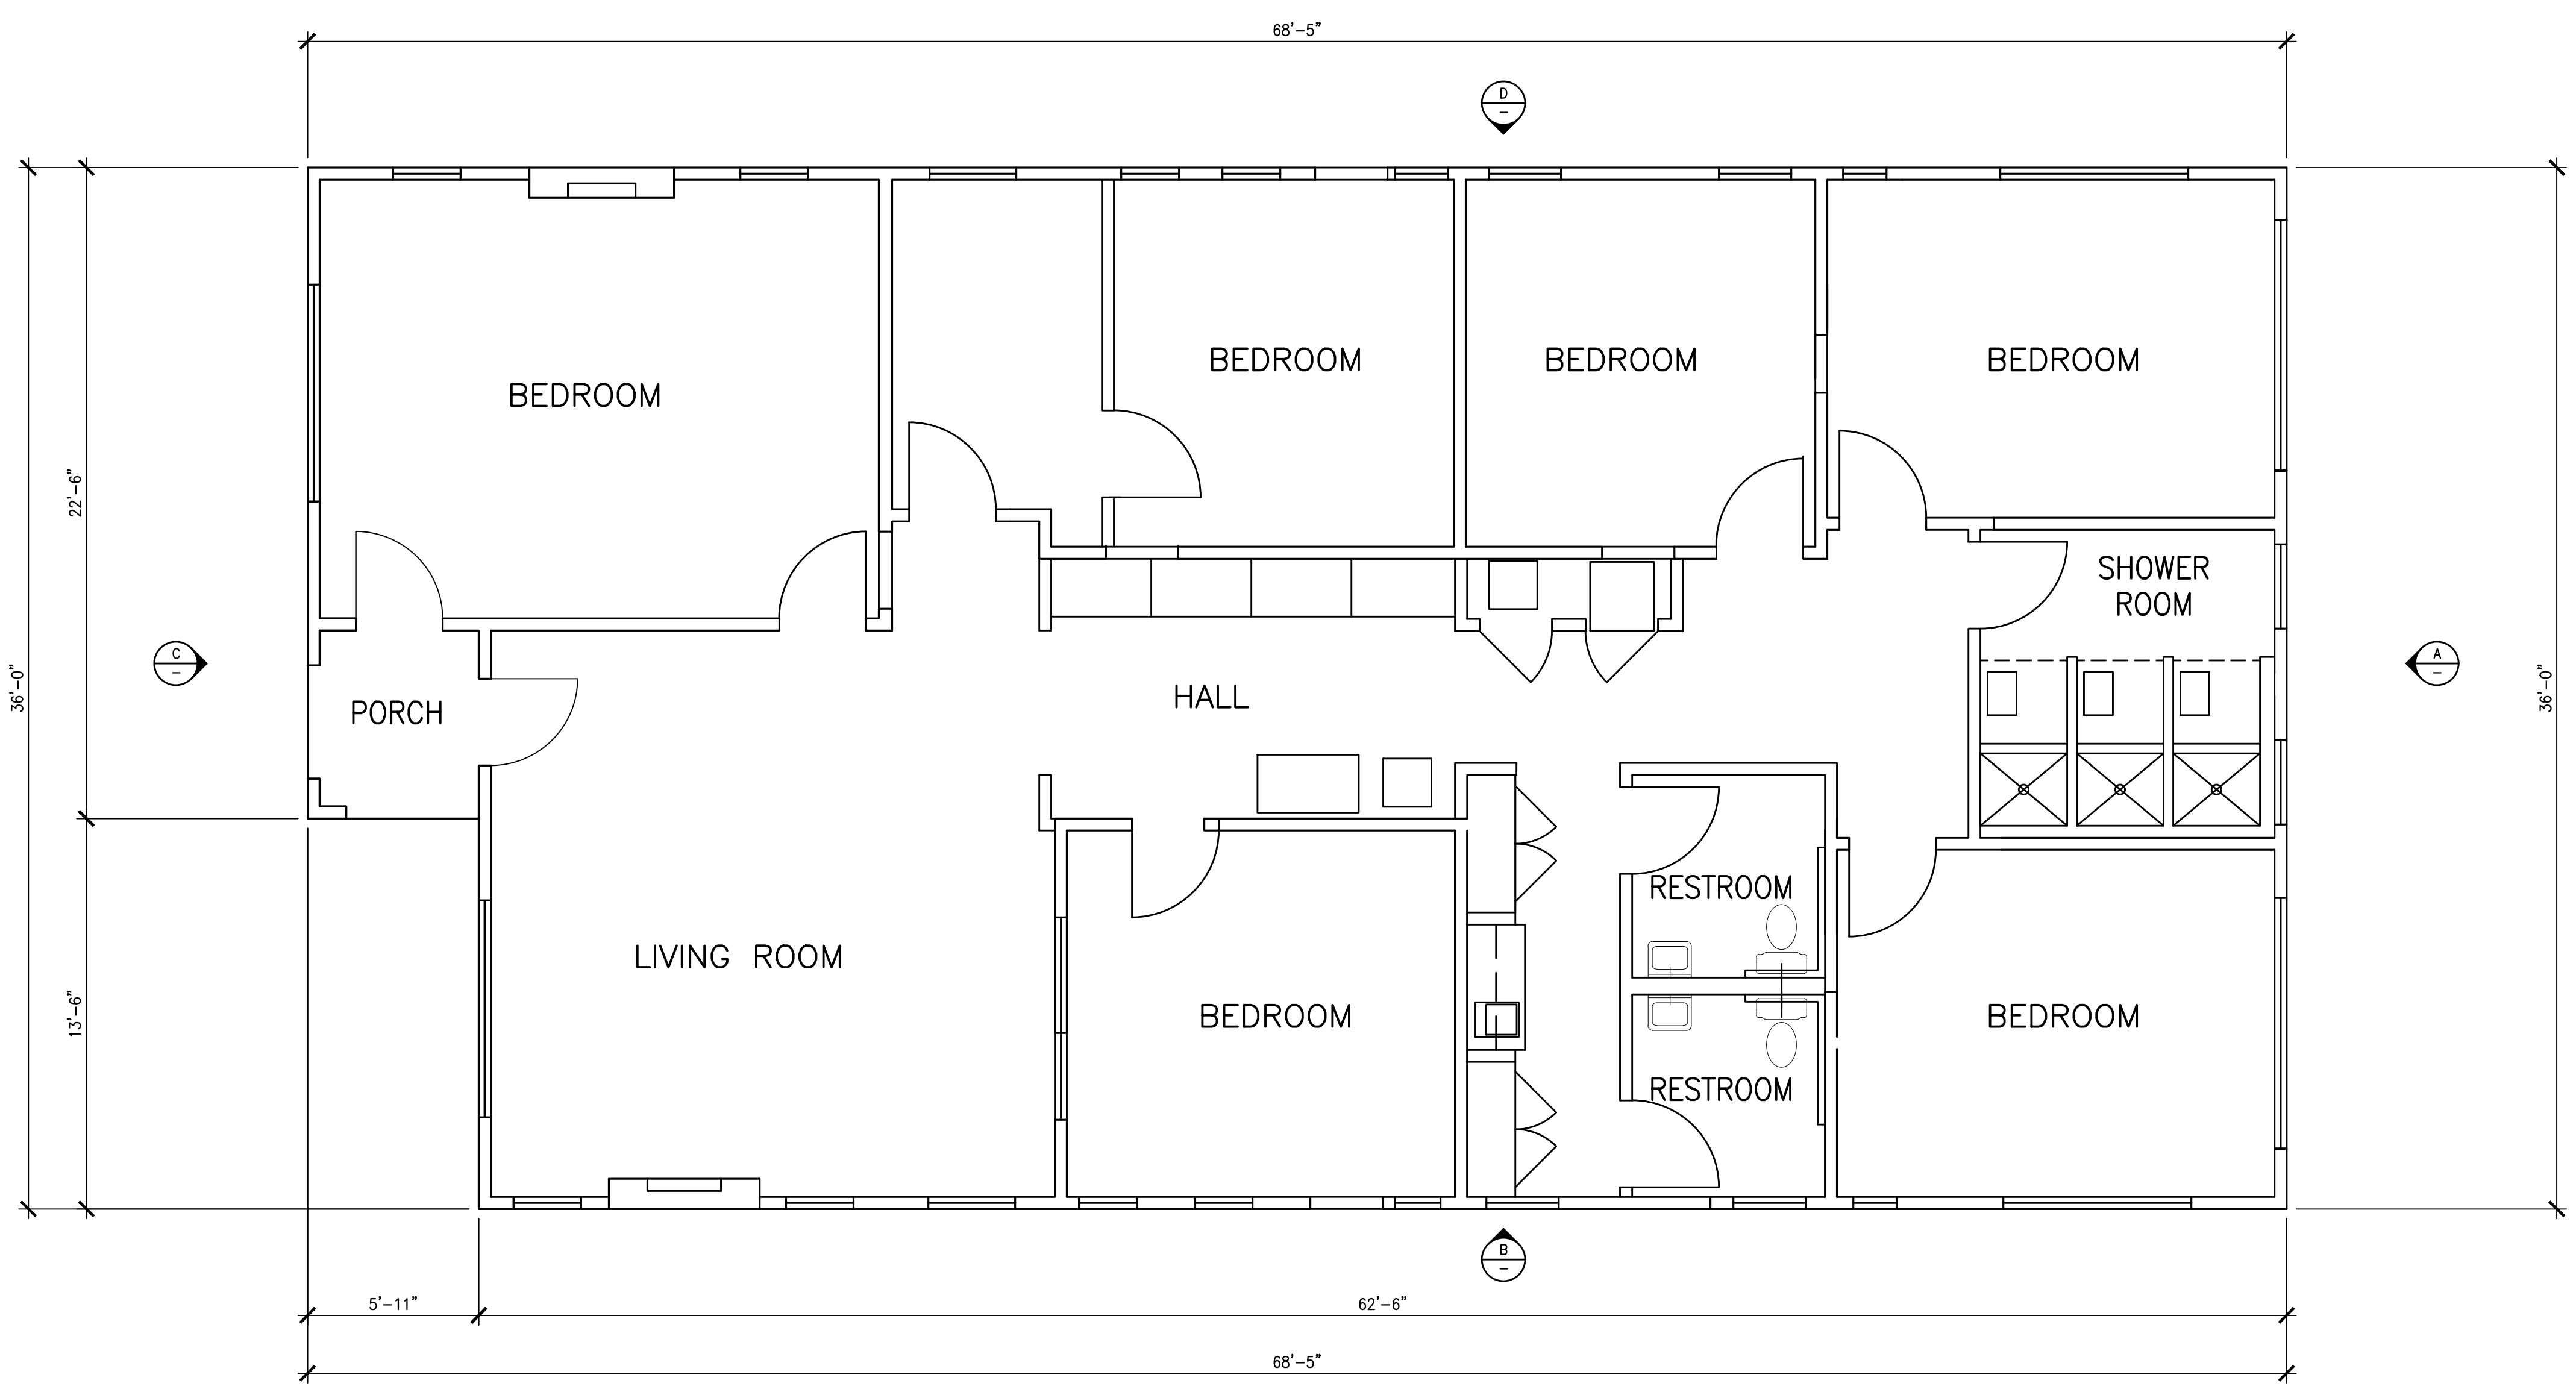 68'-5"
D
-
BEDROOM
BEDROOM
BEDROOM
BEDROOM
22'-6"
36'-0"
SHOWER
ROOM
C
-
A
-
36'-0"
PORCH
HALL
RESTROOM
LIVING ROOM
13'-6"
BEDROOM
BEDROOM
RESTROOM
B
-
5'-11"
62'-6"
68'-5"